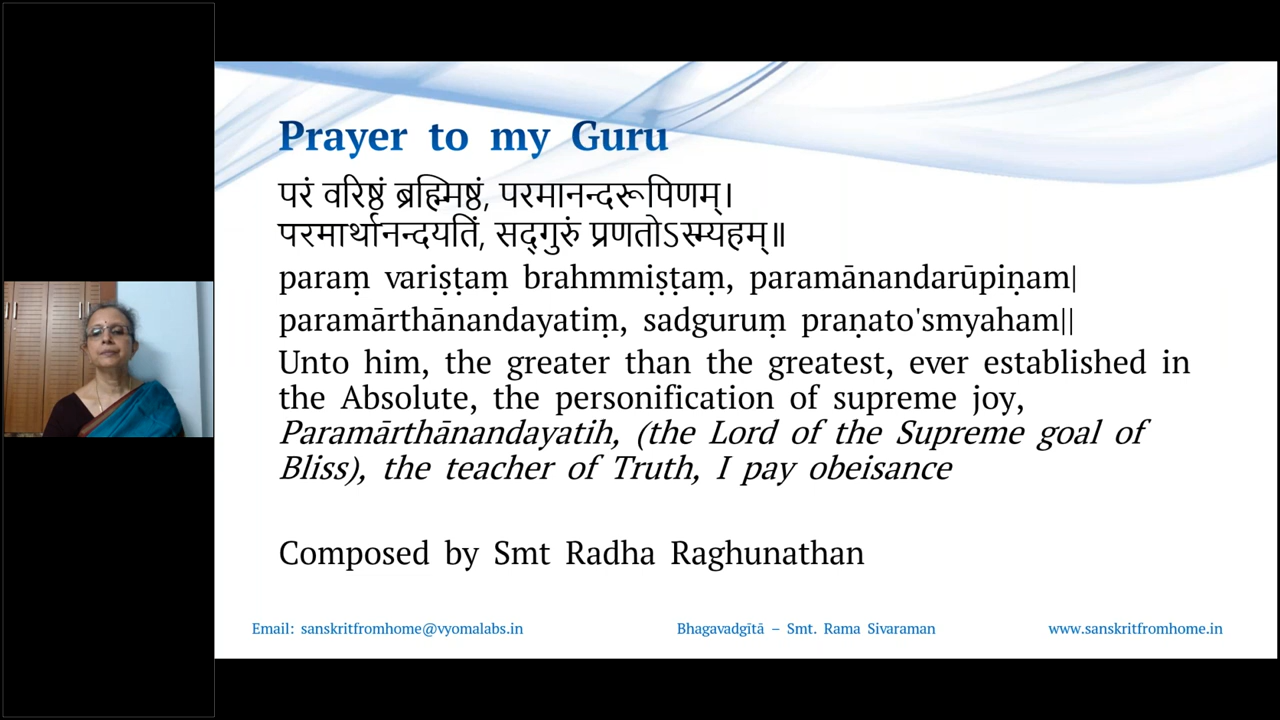 Prayer to my Guru
परं वरिष्ठं ब्रह्मिष्ठं, परमानन्दरूपिणम्।
परमार्थानन्दयतिं, सद्‌गुरुं प्रणतोऽस्म्यहम्॥
paraṃ variṣṭaṃ brahmmiṣṭaṃ, paramānandarūpiṇam|
paramārthānandayatiṃ, sadguruṃ praṇato'smyaham||
Unto him, the greater than the greatest, ever established in
the Absolute, the personification of supreme joy,
Paramārthānandayatih, (the Lord of the Supreme goal of
Bliss), the teacher of Truth, I pay obeisance
Composed by Smt Radha Raghunathan
Email: sanskritfromhome@vyomalabs.in
Bhagavadgītā – Smt. Rama Sivaraman
www.sanskritfromhome.in